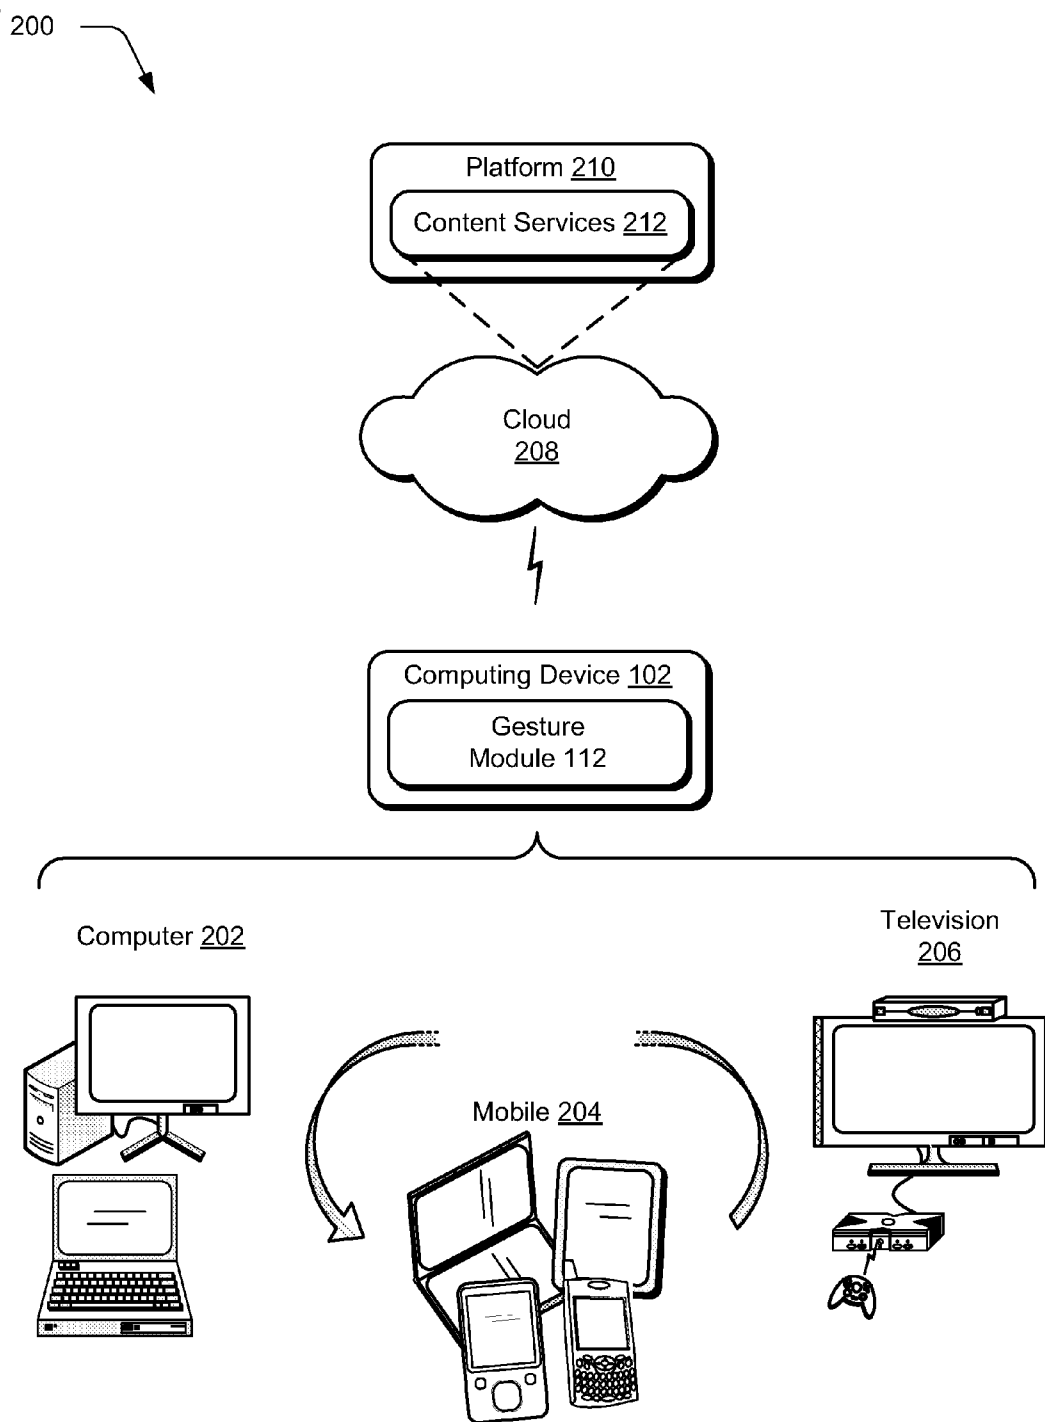 200
Platform 210
Content Services 212
Cloud
208
Computing Device 102
Gesture
Module 112
Computer 202
Television
206
Mobile 204